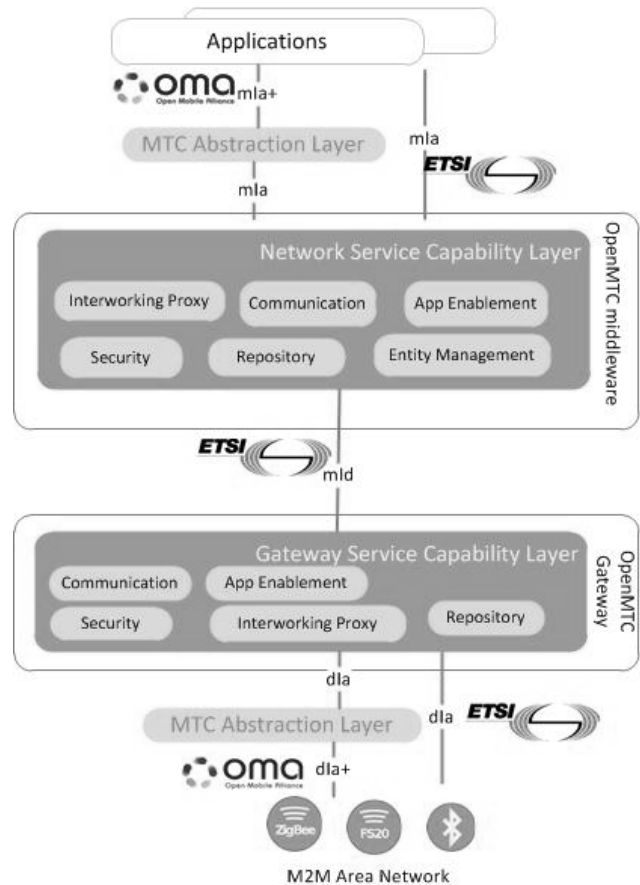 Applications
oma
Open Mobile Alliance
mIa+
MTC Abstraction Layer
mIa
mIa
ETSI
OpenMTC middleware
Network Service Capability Layer
Interworking Proxy
Communication
App Enablement
Security
Repository
Entity Management
ETSI
mId
OpenMTC
Gateway
Gateway Service Capability Layer
Communication
App Enablement
Security
Interworking Proxy
Repository
dIa
MTC Abstraction Layer
dIa
ETSI
oma
Open Mobile Alliance
dIa+
ZigBee
FS20
M2M Area Network